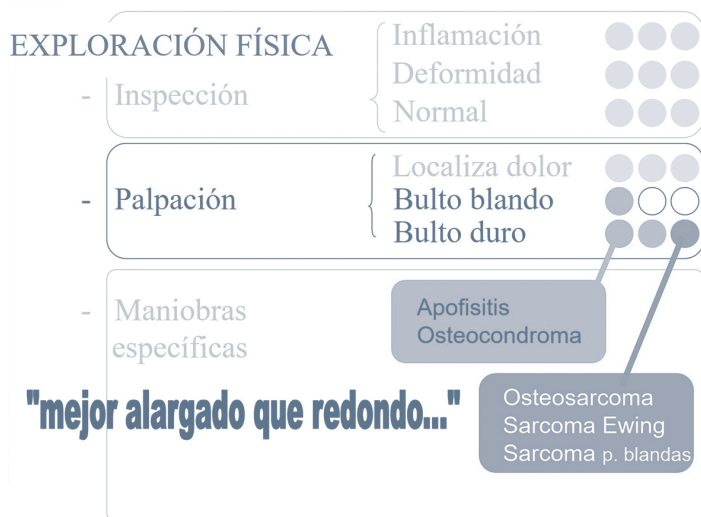 EXPLORACIÓN FÍSICA
- Inspección
Inflamación
Deformidad
Normal
- Palpación
Localiza dolor
Bulto blando
Bulto duro
- Maniobras
específicas
Apofisitis
Osteocondroma
"mejor alargado que redondo..."
Osteosarcoma
Sarcoma Ewing
Sarcoma p. blandas